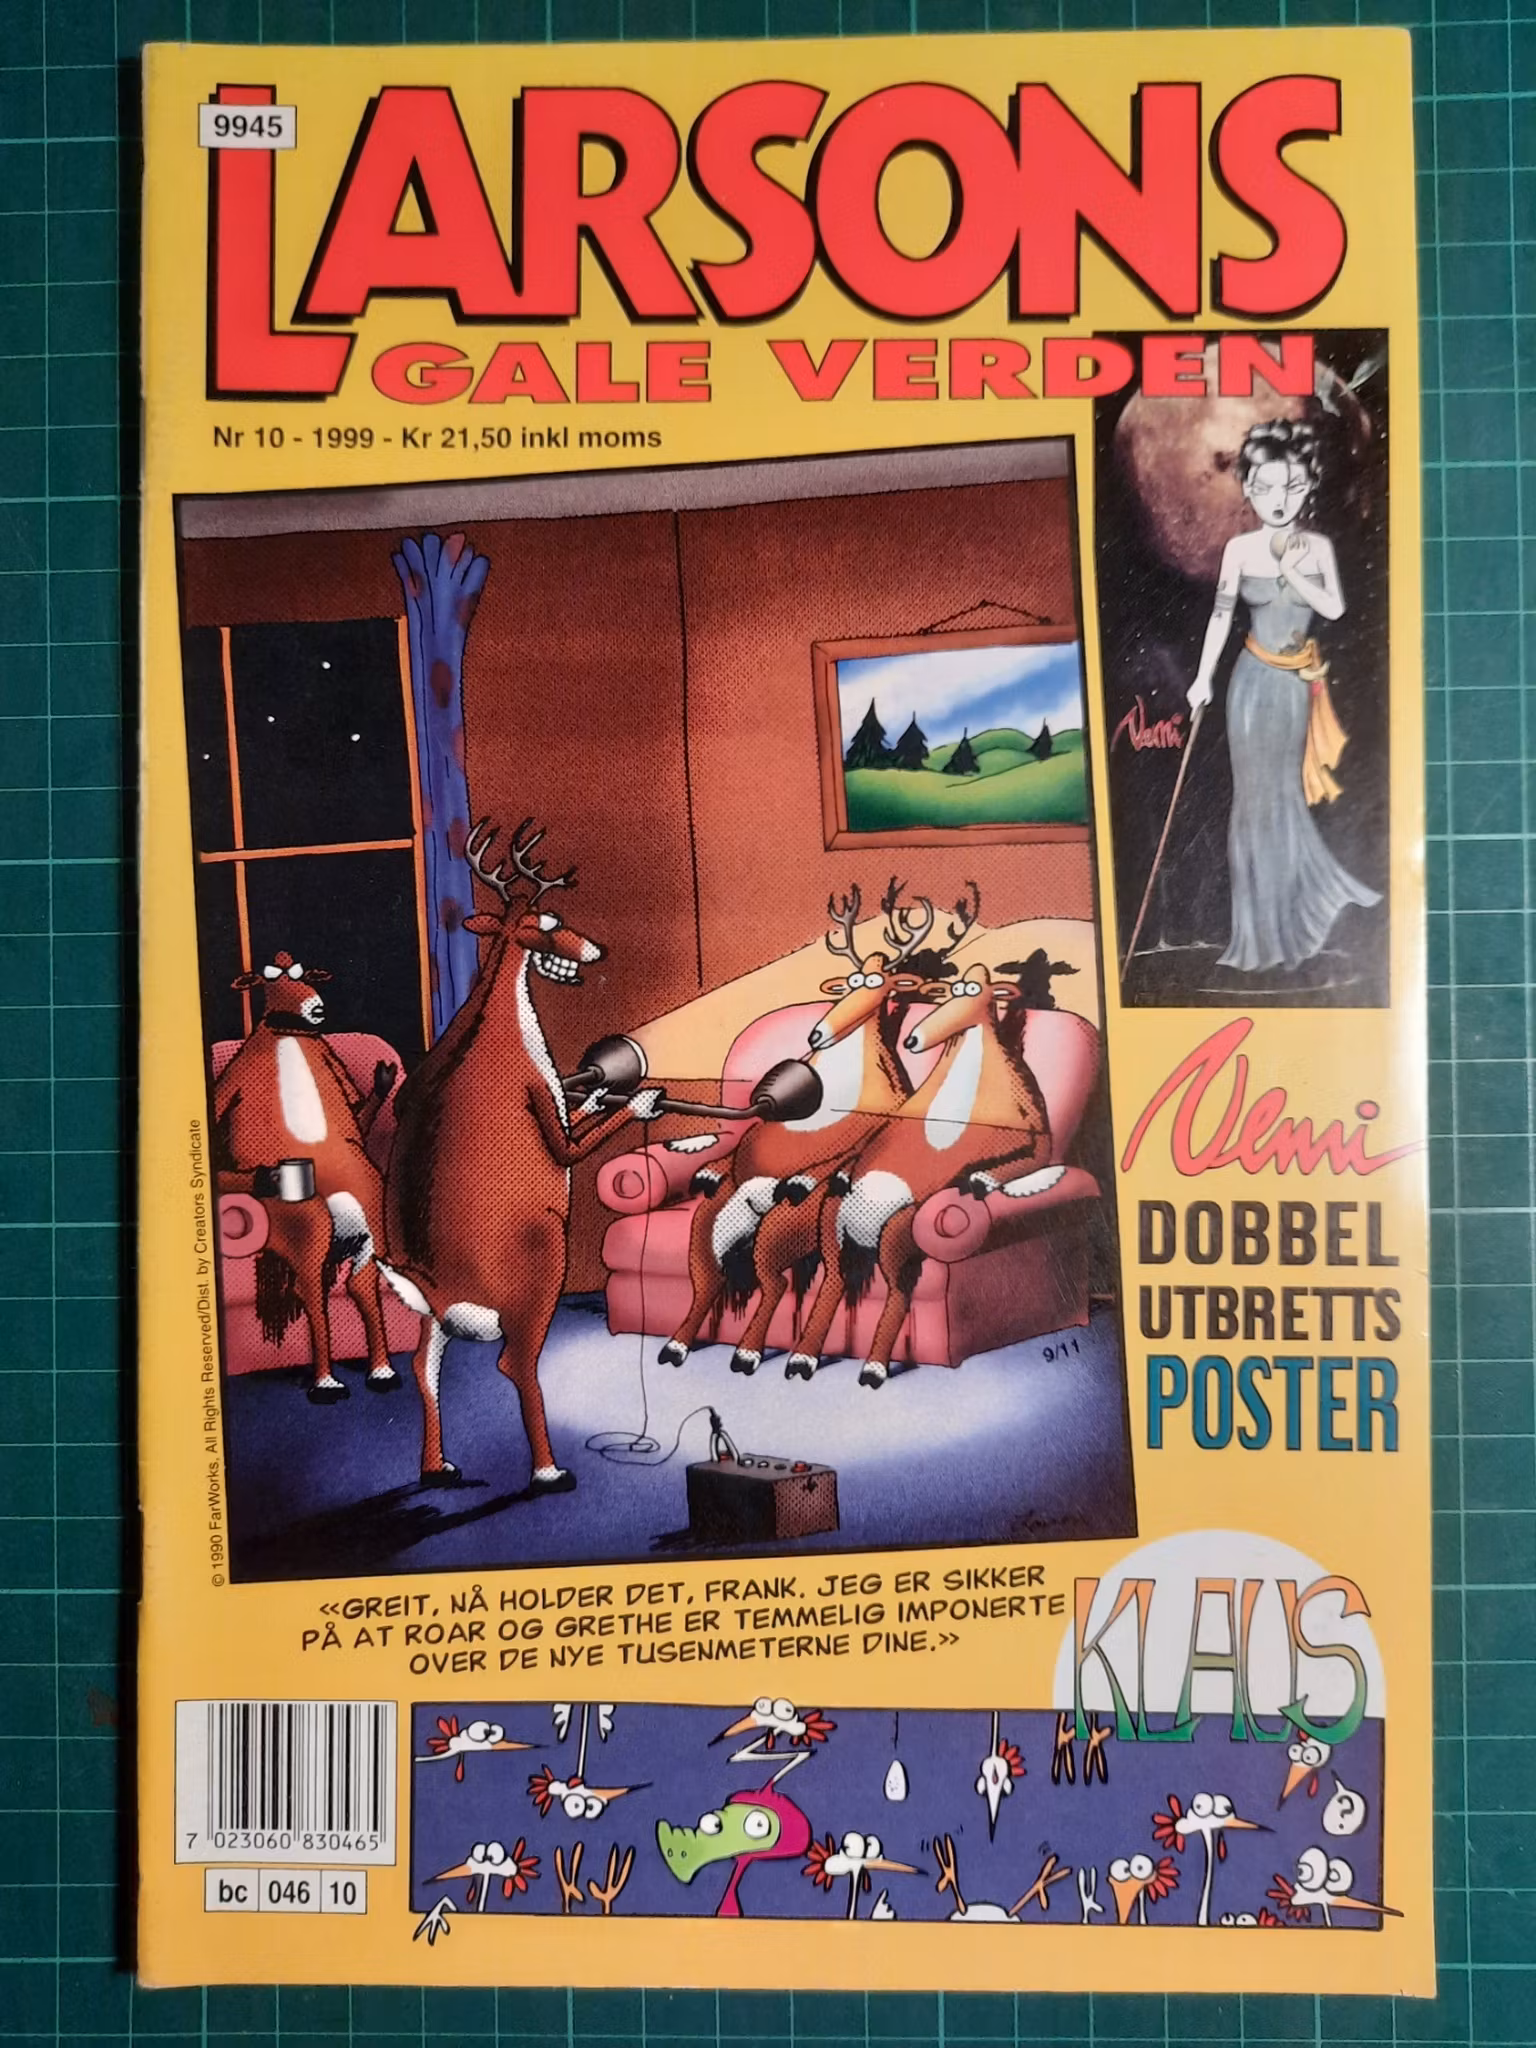 9945
LARSONS
GALE VERDEN
Nr 10 - 1999 - Kr 21,50 inkl moms
Nemi
Nemi
DOBBEL
UTBRETTS
POSTER
9/11
Larson
© 1990 FarWorks. All Rights Reserved/Dist. by Creators Syndicate
«GREIT, NÅ HOLDER DET, FRANK. JEG ER SIKKER
PÅ AT ROAR OG GRETHE ER TEMMELIG IMPONERTE
OVER DE NYE TUSENMETERNE DINE.»
KLAUS
?
7 023060 830465
bc 046 10